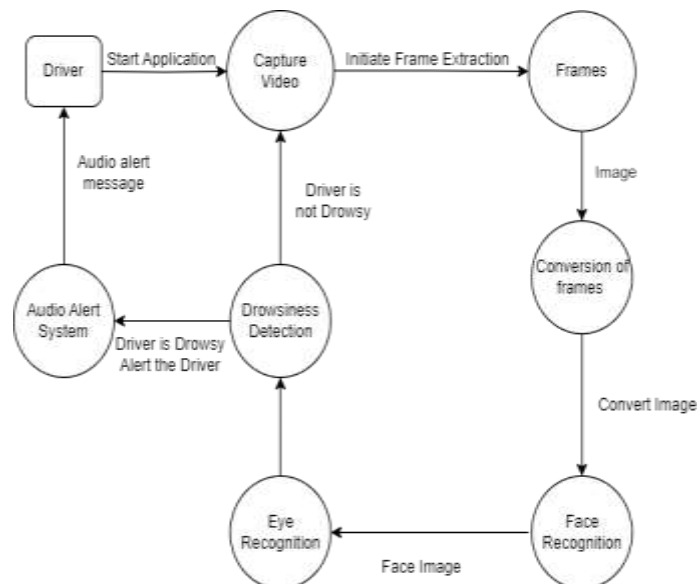 Driver
Start Application
Capture
Video
Initiate Frame Extraction
Frames
Audio alert
message
Driver is
not Drowsy
Image
Audio Alert
System
Drowsiness
Detection
Conversion of
frames
Driver is Drowsy
Alert the Driver
Convert Image
Eye
Recognition
Face
Recognition
Face Image